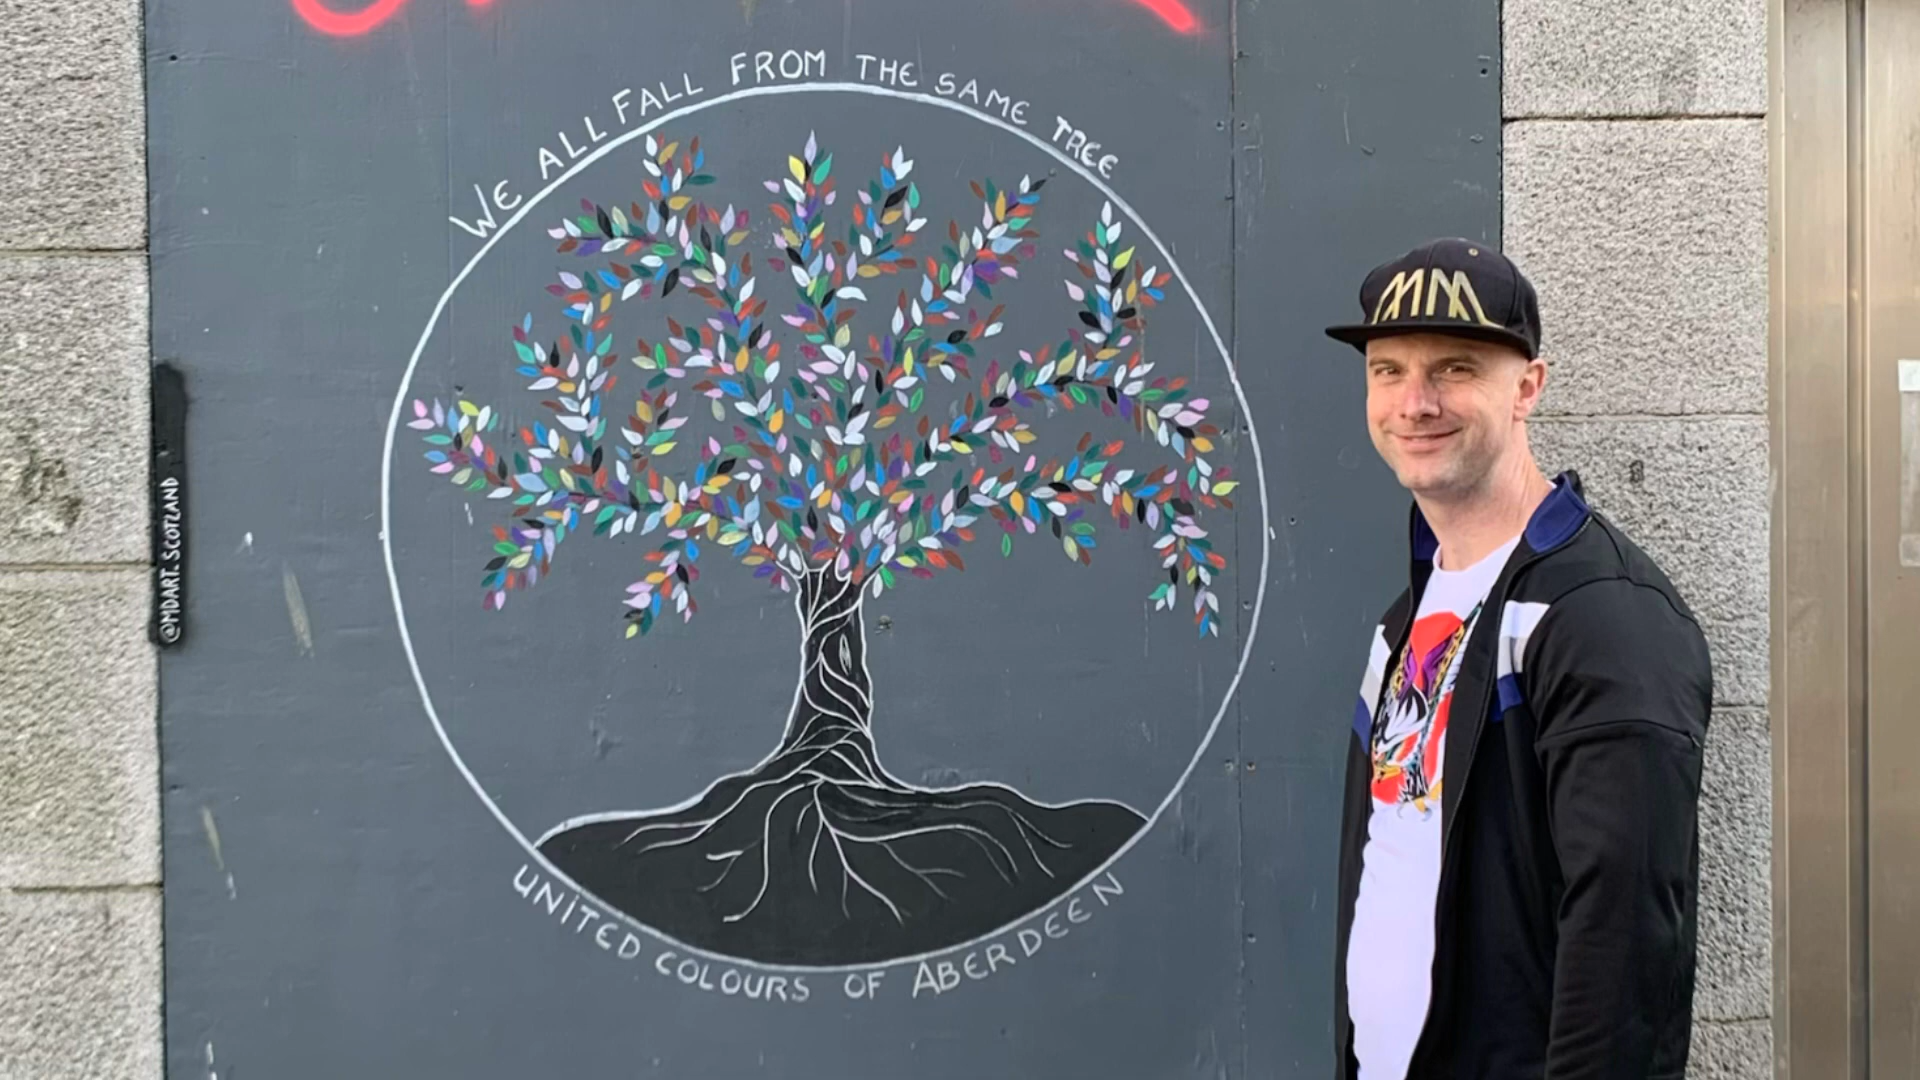 WE ALL FALL FROM THE SAME TREE
@MDART.SCOTLAND
MM
UNITED COLOURS OF ABERDEEN